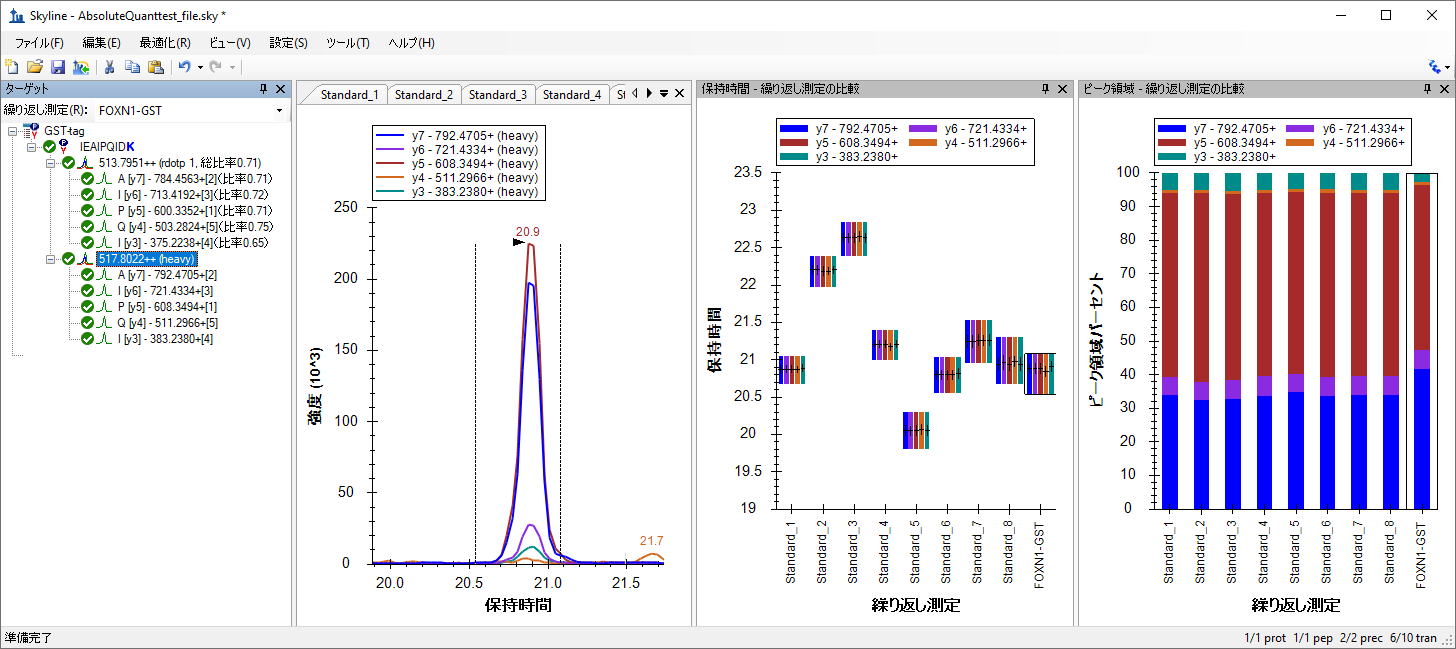 Skyline - AbsoluteQuanttest_file.sky *
ファイル(F) 編集(E) 最適化(R) ビュー(V) 設定(S) ツール(T) ヘルプ(H)
ターゲット
繰り返し測定(R): FOXN1-GST
GST-tag
IEAIPQIDK
513.7951++ (rdotp 1, 総比率0.71)
A [y7] - 784.4563+[2](比率0.71)
I [y6] - 713.4192+[3](比率0.72)
P [y5] - 600.3352+[1](比率0.71)
Q [y4] - 503.2824+[5](比率0.75)
I [y3] - 375.2238+[4](比率0.65)
517.8022++ (heavy)
A [y7] - 792.4705+[2]
I [y6] - 721.4334+[3]
P [y5] - 608.3494+[1]
Q [y4] - 511.2966+[5]
I [y3] - 383.2380+[4]
Standard_1 Standard_2 Standard_3 Standard_4 St
y7 - 792.4705+ (heavy)
y6 - 721.4334+ (heavy)
y5 - 608.3494+ (heavy)
y4 - 511.2966+ (heavy)
y3 - 383.2380+ (heavy)
250
200
150
100
50
0
強度 (10^3)
20.9
21.7
20.0 20.5 21.0 21.5
保持時間
保持時間 - 繰り返し測定の比較
y7 - 792.4705+ y6 - 721.4334+
y5 - 608.3494+ y4 - 511.2966+
y3 - 383.2380+
23.5
23
22.5
22
21.5
21
20.5
20
19.5
19
保持時間
Standard_1 Standard_2 Standard_3 Standard_4 Standard_5 Standard_6 Standard_7 Standard_8 FOXN1-GST
繰り返し測定
ピーク領域 - 繰り返し測定の比較
y7 - 792.4705+ y6 - 721.4334+
y5 - 608.3494+ y4 - 511.2966+
y3 - 383.2380+
100
90
80
70
60
50
40
30
20
10
0
ピーク領域パーセント
Standard_1 Standard_2 Standard_3 Standard_4 Standard_5 Standard_6 Standard_7 Standard_8 FOXN1-GST
繰り返し測定
準備完了
1/1 prot 1/1 pep 2/2 prec 6/10 tran